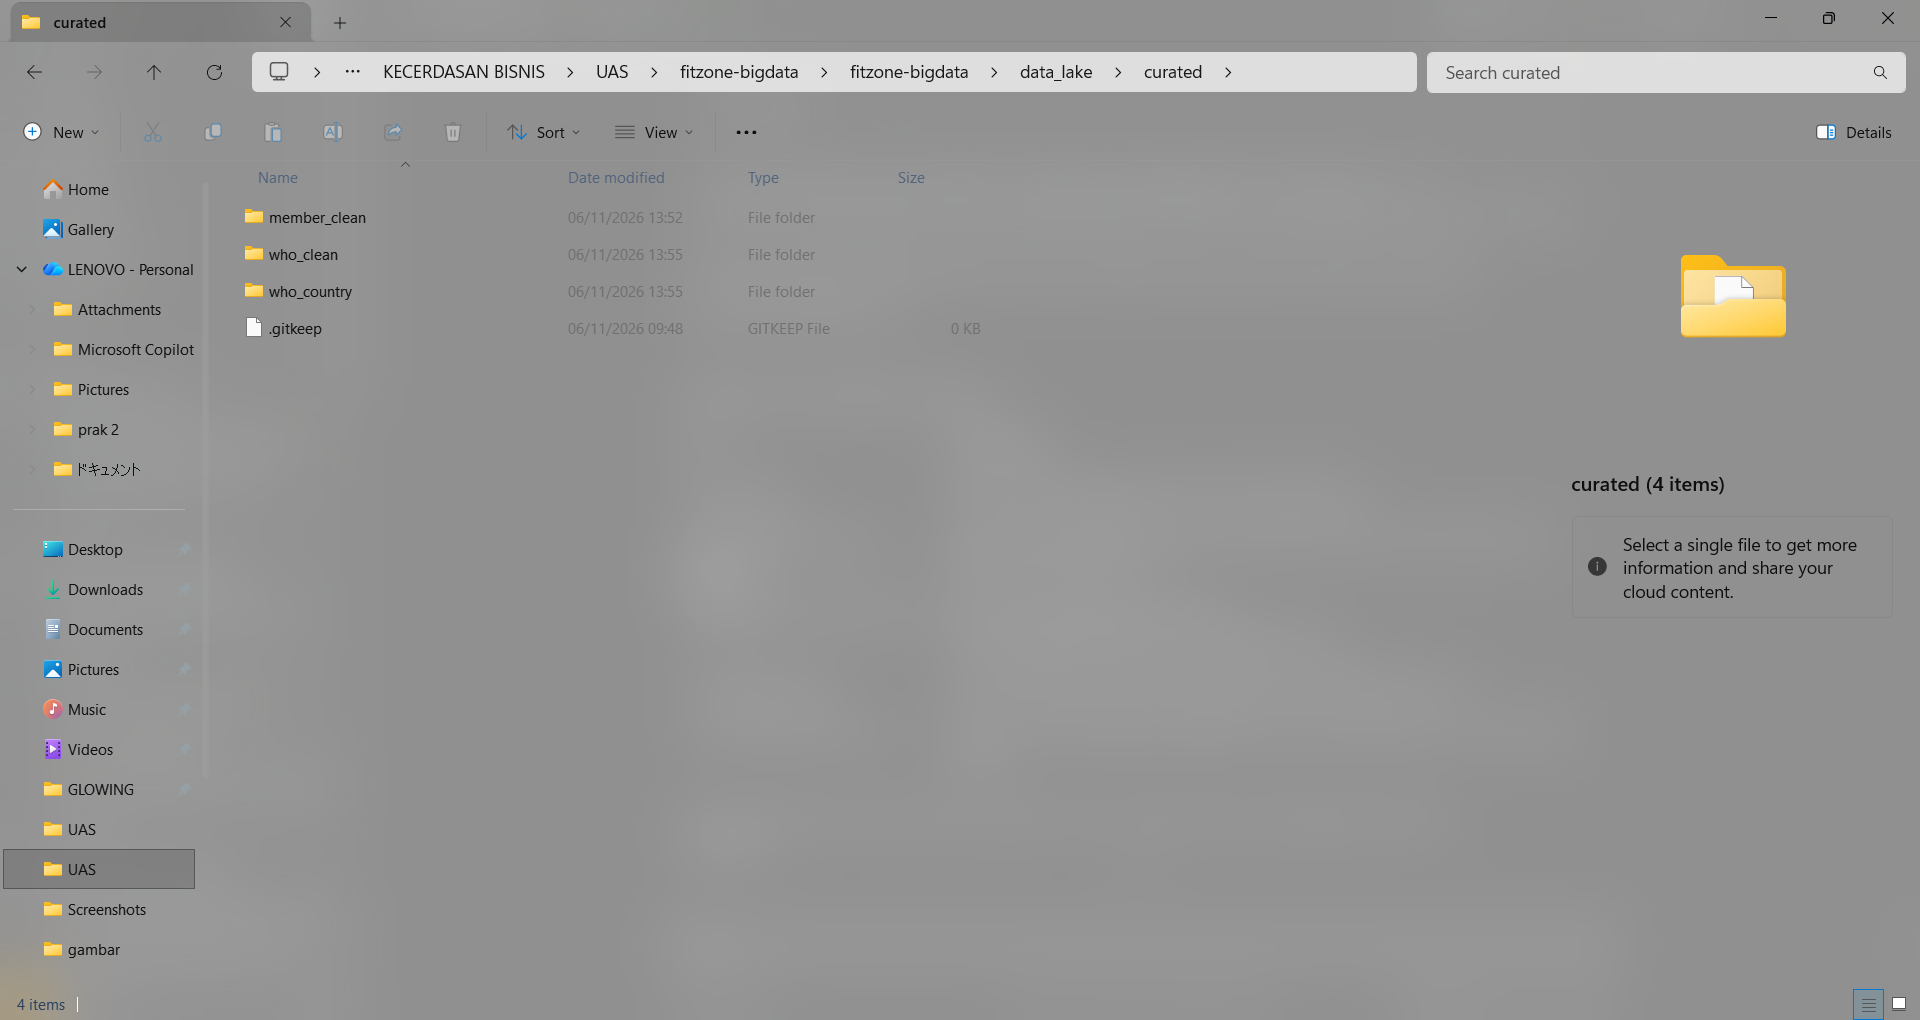 curated
KECERDASAN BISNIS > UAS > fitzone-bigdata > fitzone-bigdata > data_lake > curated >
Search curated
New
Sort
View
Details
Name Date modified Type Size
member_clean 06/11/2026 13:52 File folder
who_clean 06/11/2026 13:55 File folder
who_country 06/11/2026 13:55 File folder
.gitkeep 06/11/2026 09:48 GITKEEP File 0 KB
Home
Gallery
LENOVO - Personal
Attachments
Microsoft Copilot
Pictures
prak 2
ドキュメント
Desktop
Downloads
Documents
Pictures
Music
Videos
GLOWING
UAS
UAS
Screenshots
gambar
curated (4 items)
Select a single file to get more
information and share your
cloud content.
4 items